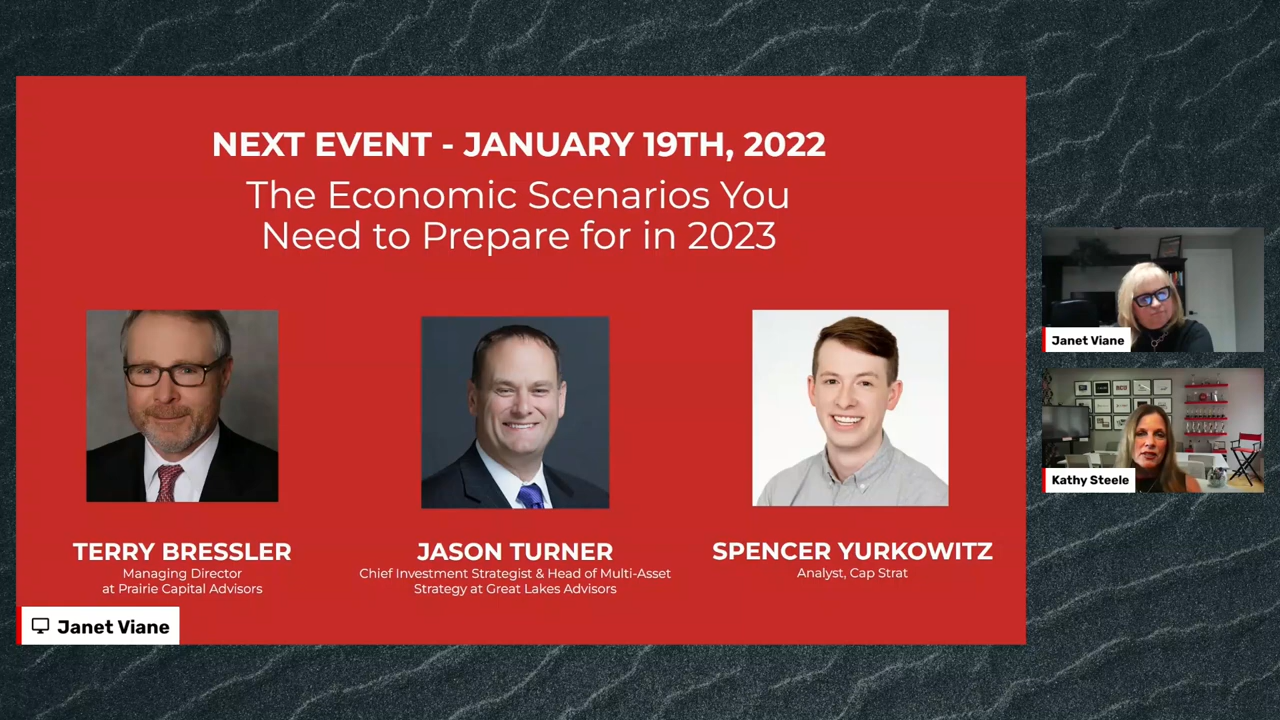 NEXT EVENT - JANUARY 19TH, 2022
The Economic Scenarios You
Need to Prepare for in 2023
TERRY BRESSLER
Managing Director
at Prairie Capital Advisors
JASON TURNER
Chief Investment Strategist & Head of Multi-Asset
Strategy at Great Lakes Advisors
SPENCER YURKOWITZ
Analyst, Cap Strat
Janet Viane
Janet Viane
Kathy Steele